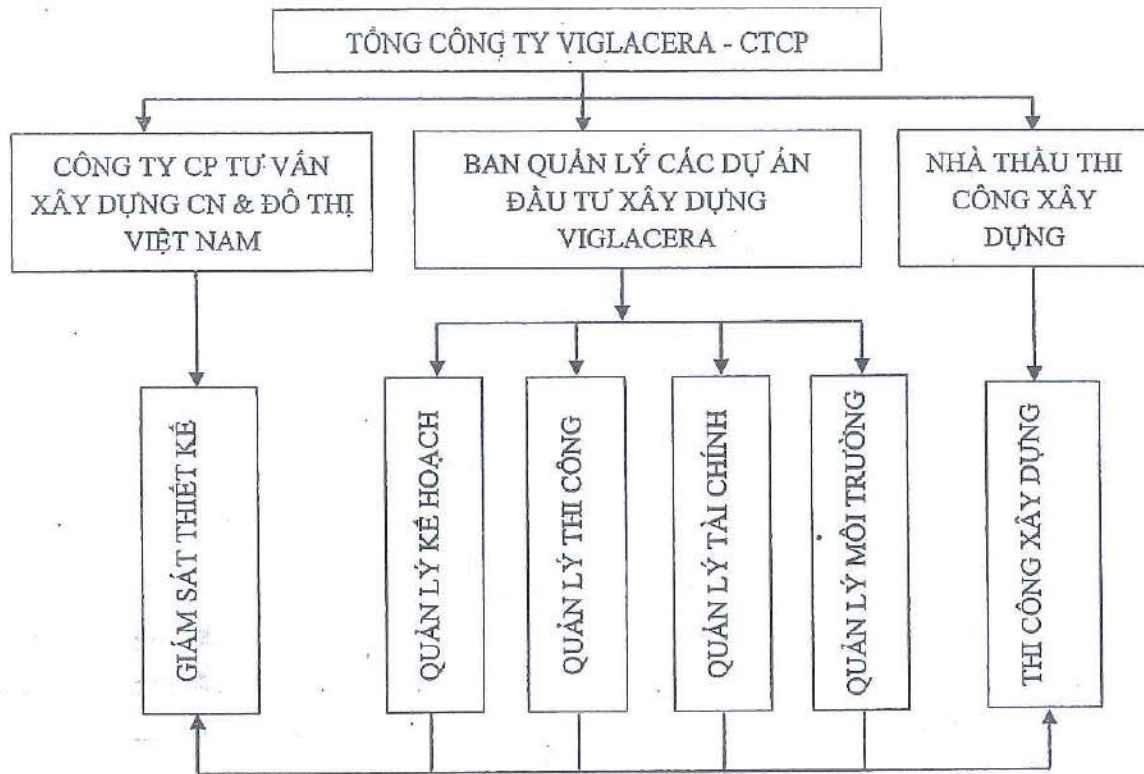 TỔNG CÔNG TY VIGLACERA - CTCP
CÔNG TY CP TƯ VẤN
XÂY DỰNG CN & ĐÔ THỊ
VIỆT NAM
BAN QUẢN LÝ CÁC DỰ ÁN
ĐẦU TƯ XÂY DỰNG
VIGLACERA
NHÀ THẦU THI
CÔNG XÂY
DỰNG
GIÁM SÁT THIẾT KẾ
QUẢN LÝ KẾ HOẠCH
QUẢN LÝ THI CÔNG
QUẢN LÝ TÀI CHÍNH
QUẢN LÝ MÔI TRƯỜNG
THI CÔNG XÂY DỰNG